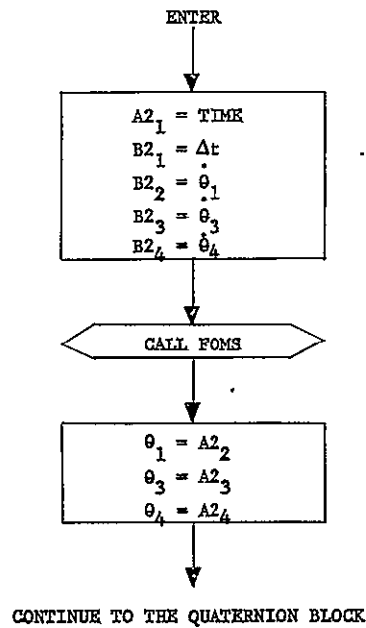 ENTER
A2₁ = TIME
B2₁ = Δt
B2₂ = θ̇₁
B2₃ = θ̇₃
B2₄ = θ̇₄
CALL FOMS
θ₁ = A2₂
θ₃ = A2₃
θ₄ = A2₄
CONTINUE TO THE QUATERNION BLOCK